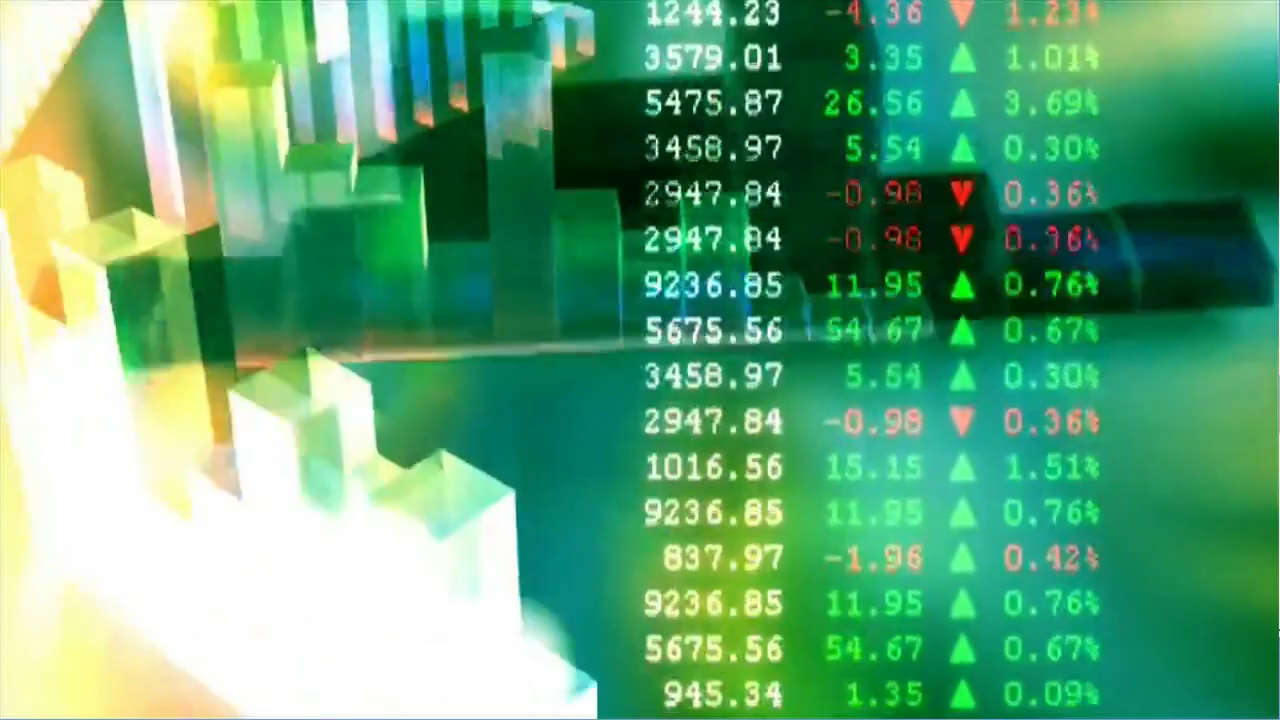 1244.23 -4.36 ▼ 1.23%
3579.01 3.35 ▲ 1.01%
5475.87 26.56 ▲ 3.69%
3458.97 5.54 ▲ 0.30%
2947.84 -0.98 ▼ 0.36%
2947.84 -0.98 ▼ 0.36%
9236.85 11.95 ▲ 0.76%
5675.56 54.67 ▲ 0.67%
3458.97 5.54 ▲ 0.30%
2947.84 -0.98 ▼ 0.36%
1016.56 15.15 ▲ 1.51%
9236.85 11.95 ▲ 0.76%
837.97 -1.96 ▲ 0.42%
9236.85 11.95 ▲ 0.76%
5675.56 54.67 ▲ 0.67%
945.34 1.35 ▲ 0.09%